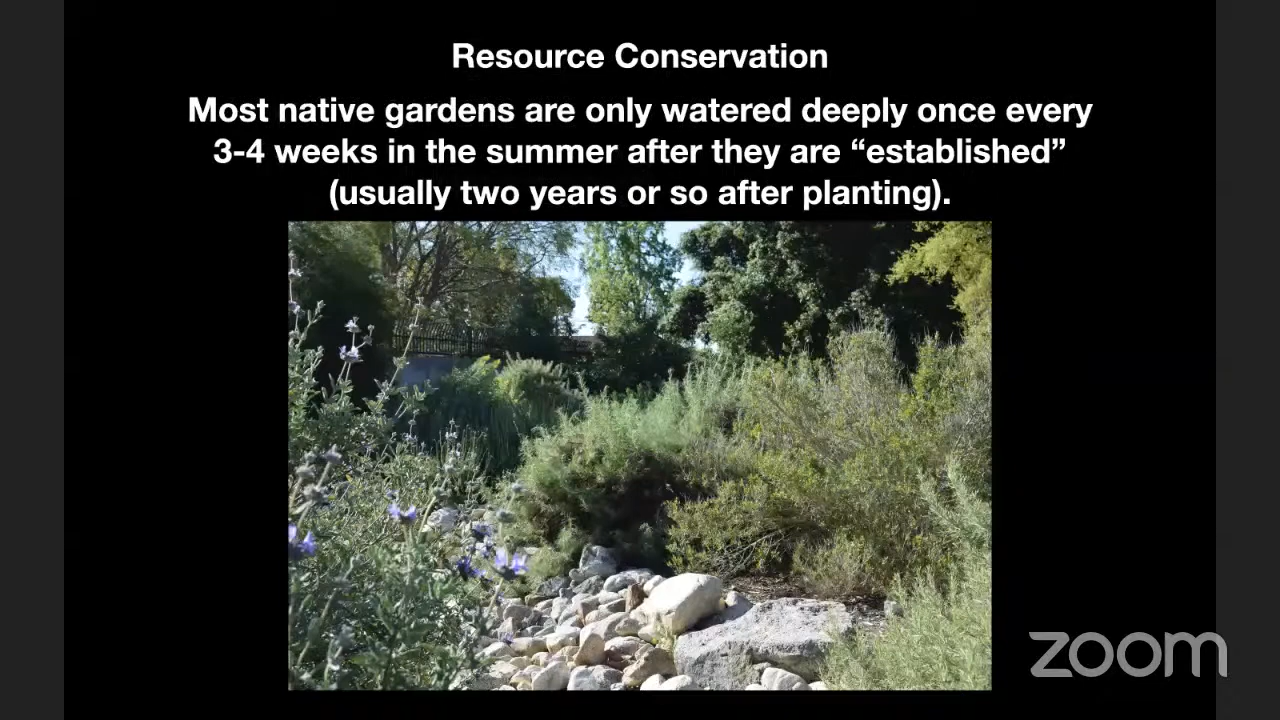 Resource Conservation
Most native gardens are only watered deeply once every
3-4 weeks in the summer after they are “established”
(usually two years or so after planting).
zoom